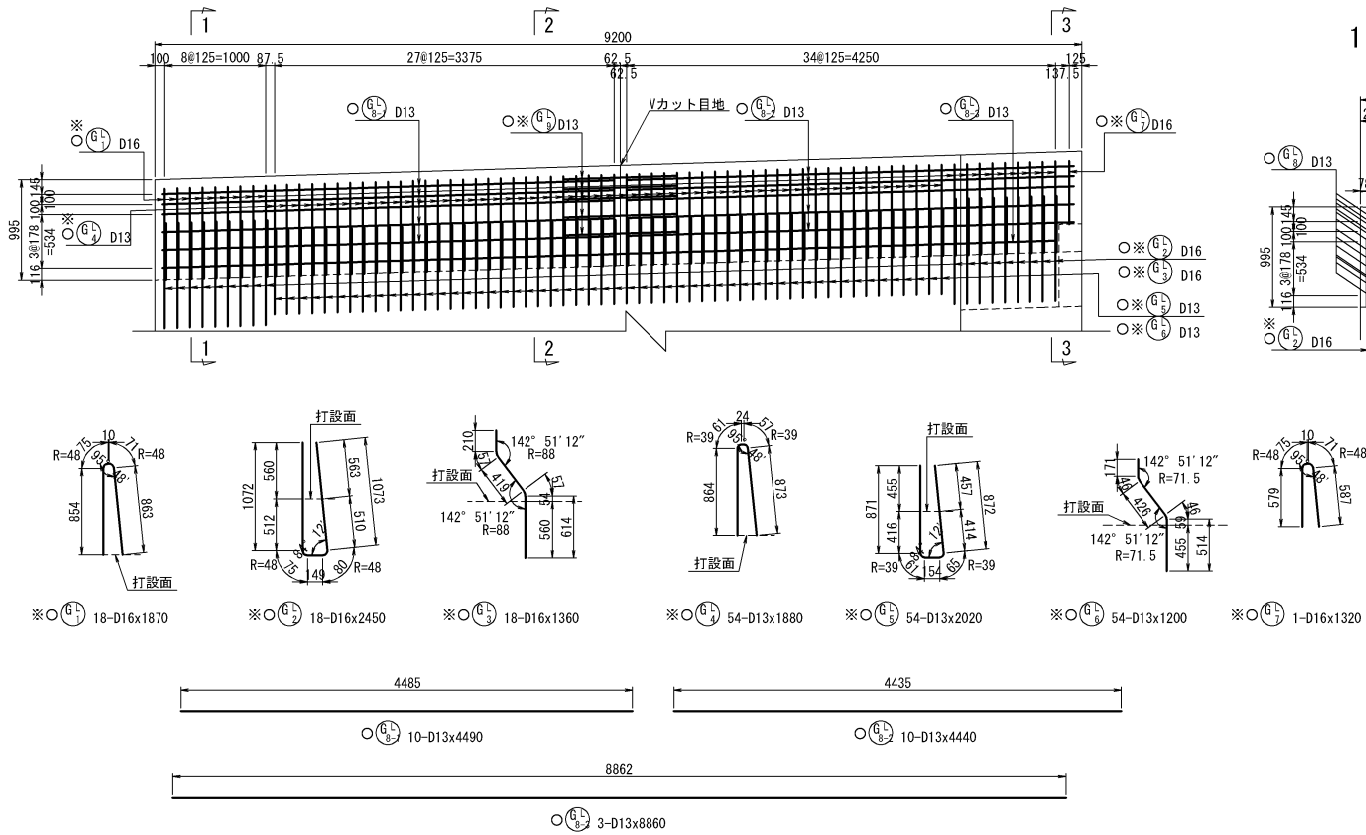 1
2
3
1
9200
100
8@125=1000
87.5
27@125=3375
62.5
62.5
34@125=4250
137.5
125
Vカット目地
○ GL8-1 D13
○※ GL9 D13
○ GL8-2 D13
○ GL8-3 D13
○※ GL7 D16
※
○ GL1 D16
※
○ GL4 D13
995
145
100
100
3@178
=534
116
○※ GL2 D16
○※ GL3 D16
○※ GL5 D13
○※ GL6 D13
○ GL8 D13
995
145
100
100
3@178
=534
116
※
○ GL2 D16
1
2
3
10
75
71
R=48
R=48
95°
48'
854
863
打設面
※○ GL1 18-D16x1870
打設面
1072
560
512
563
510
1073
12'
R=48
R=48
75
149
80
※○ GL2 18-D16x2450
210
142° 51'12"
R=88
57
打設面
419
57
54
142° 51'12"
R=88
560
614
※○ GL3 18-D16x1360
24
61
57
R=39
R=39
95°
48'
864
873
打設面
※○ GL4 54-D13x1880
打設面
871
455
416
457
414
872
12'
R=39
R=39
61
154
65
※○ GL5 54-D13x2020
171
142° 51'12"
R=71.5
46
打設面
426
46
59
142° 51'12"
R=71.5
455
514
※○ GL6 54-D13x1200
10
75
71
R=48
R=48
95°
48'
579
587
※○ GL7 1-D16x1320
4485
○ GL8-1 10-D13x4490
4435
○ GL8-2 10-D13x4440
8862
○ GL8-3 3-D13x8860